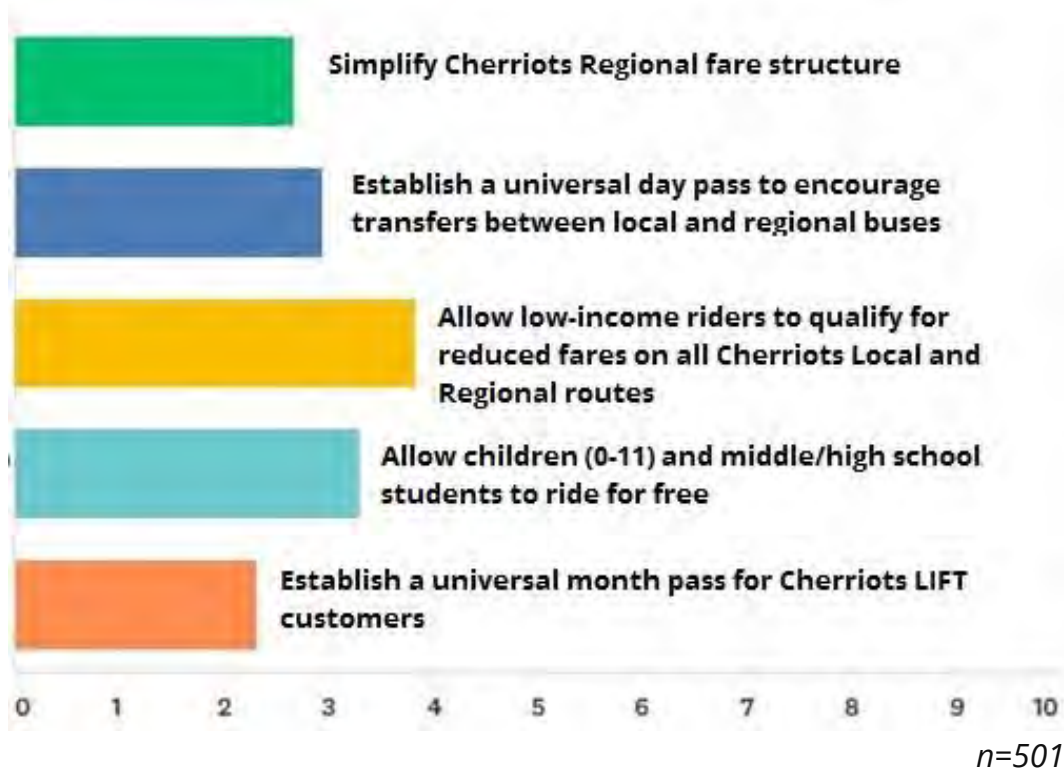 Simplify Cherriots Regional fare structure
Establish a universal day pass to encourage
transfers between local and regional buses
Allow low-income riders to qualify for
reduced fares on all Cherriots Local and
Regional routes
Allow children (0-11) and middle/high school
students to ride for free
Establish a universal month pass for Cherriots LIFT
customers
0 1 2 3 4 5 6 7 8 9 10
n=501